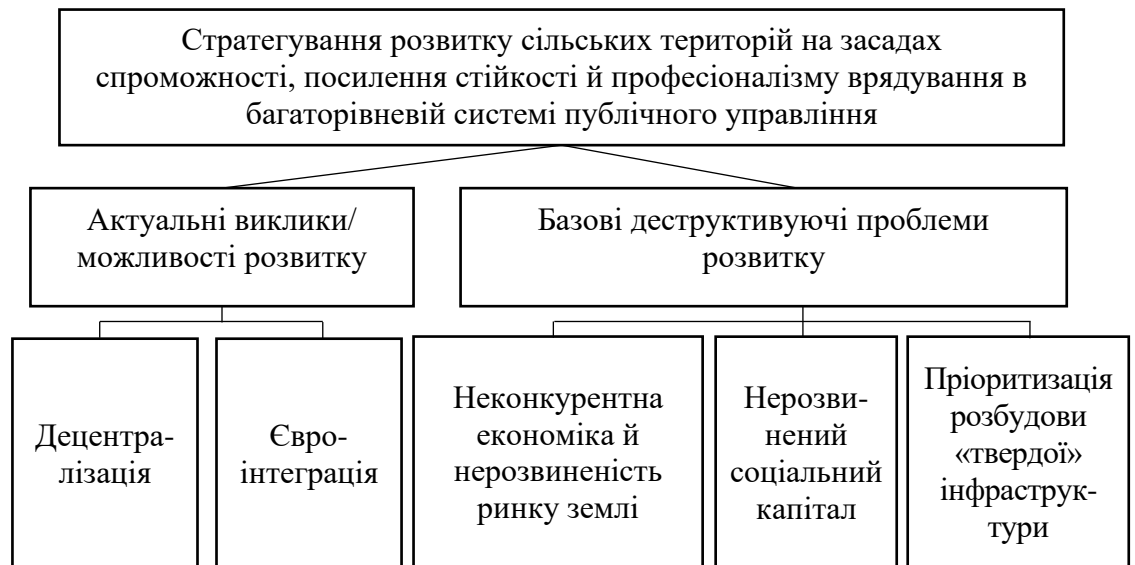 Стратегування розвитку сільських територій на засадах
спроможності, посилення стійкості й професіоналізму врядування в
багаторівневій системі публічного управління
Актуальні виклики/
можливості розвитку
Базові деструктивуючі проблеми
розвитку
Децентра-
лізація
Євро-
інтеграція
Неконкурентна
економіка й
нерозвиненість
ринку землі
Нерозви-
нений
соціальний
капітал
Пріоритизація
розбудови
«твердої»
інфраструк-
тури